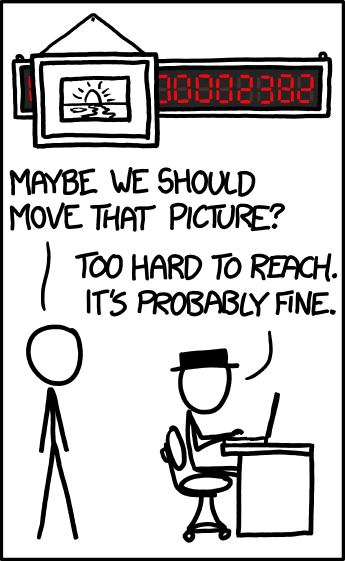 00002382
MAYBE WE SHOULD
MOVE THAT PICTURE?
TOO HARD TO REACH.
IT'S PROBABLY FINE.